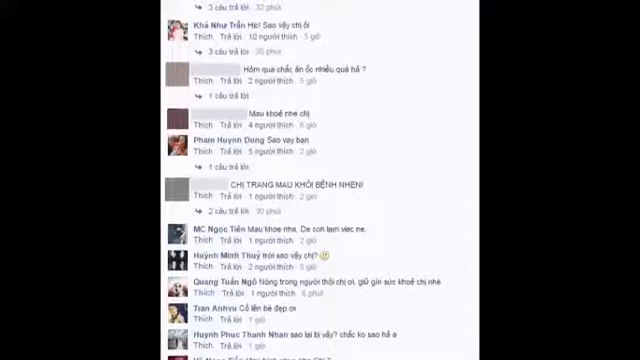 3 câu trả lời 32 phút
Khả Như Trần Híc! Sao vậy chị ôi
Thích Trả lời 10 người thích 5 giờ
3 câu trả lời 35 phút
Hôm qua chắc ăn ốc nhiều quá hả ?
Thích Trả lời 2 người thích 5 giờ
1 câu trả lời
Mau khoẻ nhe chị
Thích Trả lời 4 người thích 6 giờ
Pham Huynh Dong Sao vay ban
Thích Trả lời 5 người thích 2 giờ
1 câu trả lời
CHỊ TRANG MAU KHỎI BỆNH NHEN!
Thích Trả lời 1 người thích 2 giờ
2 câu trả lời 30 phút
MC Ngọc Tiên Mau khoe nha. De con lam viec ne.
Thích Trả lời 1 người thích 2 giờ
Huỳnh Minh Thuỷ trời sao vậy chị?
Thích Trả lời 2 người thích 5 giờ
Quang Tuấn Ngô Nóng trong người thôi chị ơi, giữ gìn sức khoẻ chị nhé
Thích Trả lời 1 người thích 6 phút
Tran Anhvu Cố lên bé đẹp ơi
Thích Trả lời 1 giờ
Huynh Phuc Thanh Nhan sao lai bị vậy? chắc ko sao hả a
Thích Trả lời 1 người thích 1 giờ